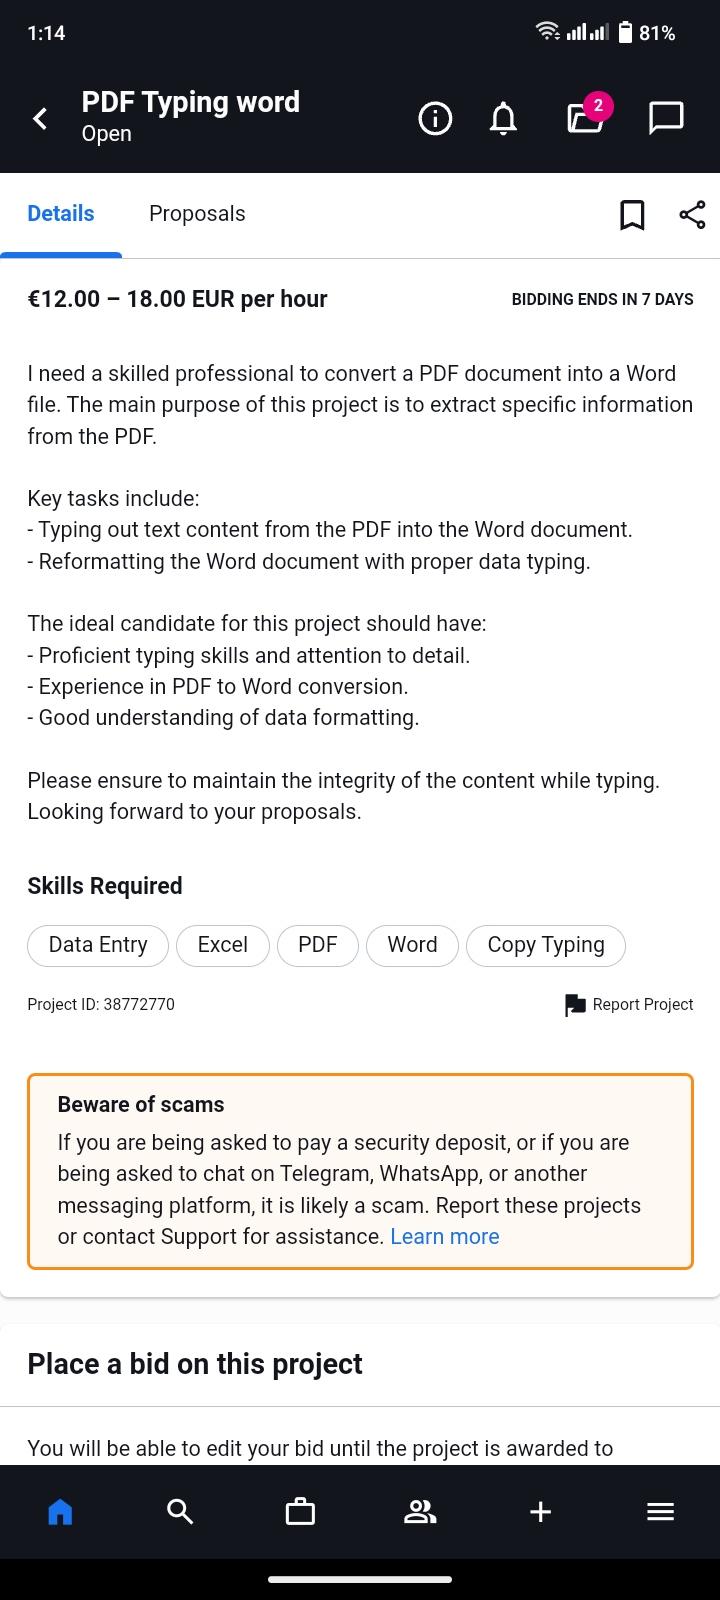 1:14
81%
PDF Typing word
Open
2
Details
Proposals
€12.00 – 18.00 EUR per hour
BIDDING ENDS IN 7 DAYS
I need a skilled professional to convert a PDF document into a Word
file. The main purpose of this project is to extract specific information
from the PDF.
Key tasks include:
- Typing out text content from the PDF into the Word document.
- Reformatting the Word document with proper data typing.
The ideal candidate for this project should have:
- Proficient typing skills and attention to detail.
- Experience in PDF to Word conversion.
- Good understanding of data formatting.
Please ensure to maintain the integrity of the content while typing.
Looking forward to your proposals.
Skills Required
Data Entry
Excel
PDF
Word
Copy Typing
Project ID: 38772770
Report Project
Beware of scams
If you are being asked to pay a security deposit, or if you are
being asked to chat on Telegram, WhatsApp, or another
messaging platform, it is likely a scam. Report these projects
or contact Support for assistance. Learn more
Place a bid on this project
You will be able to edit your bid until the project is awarded to